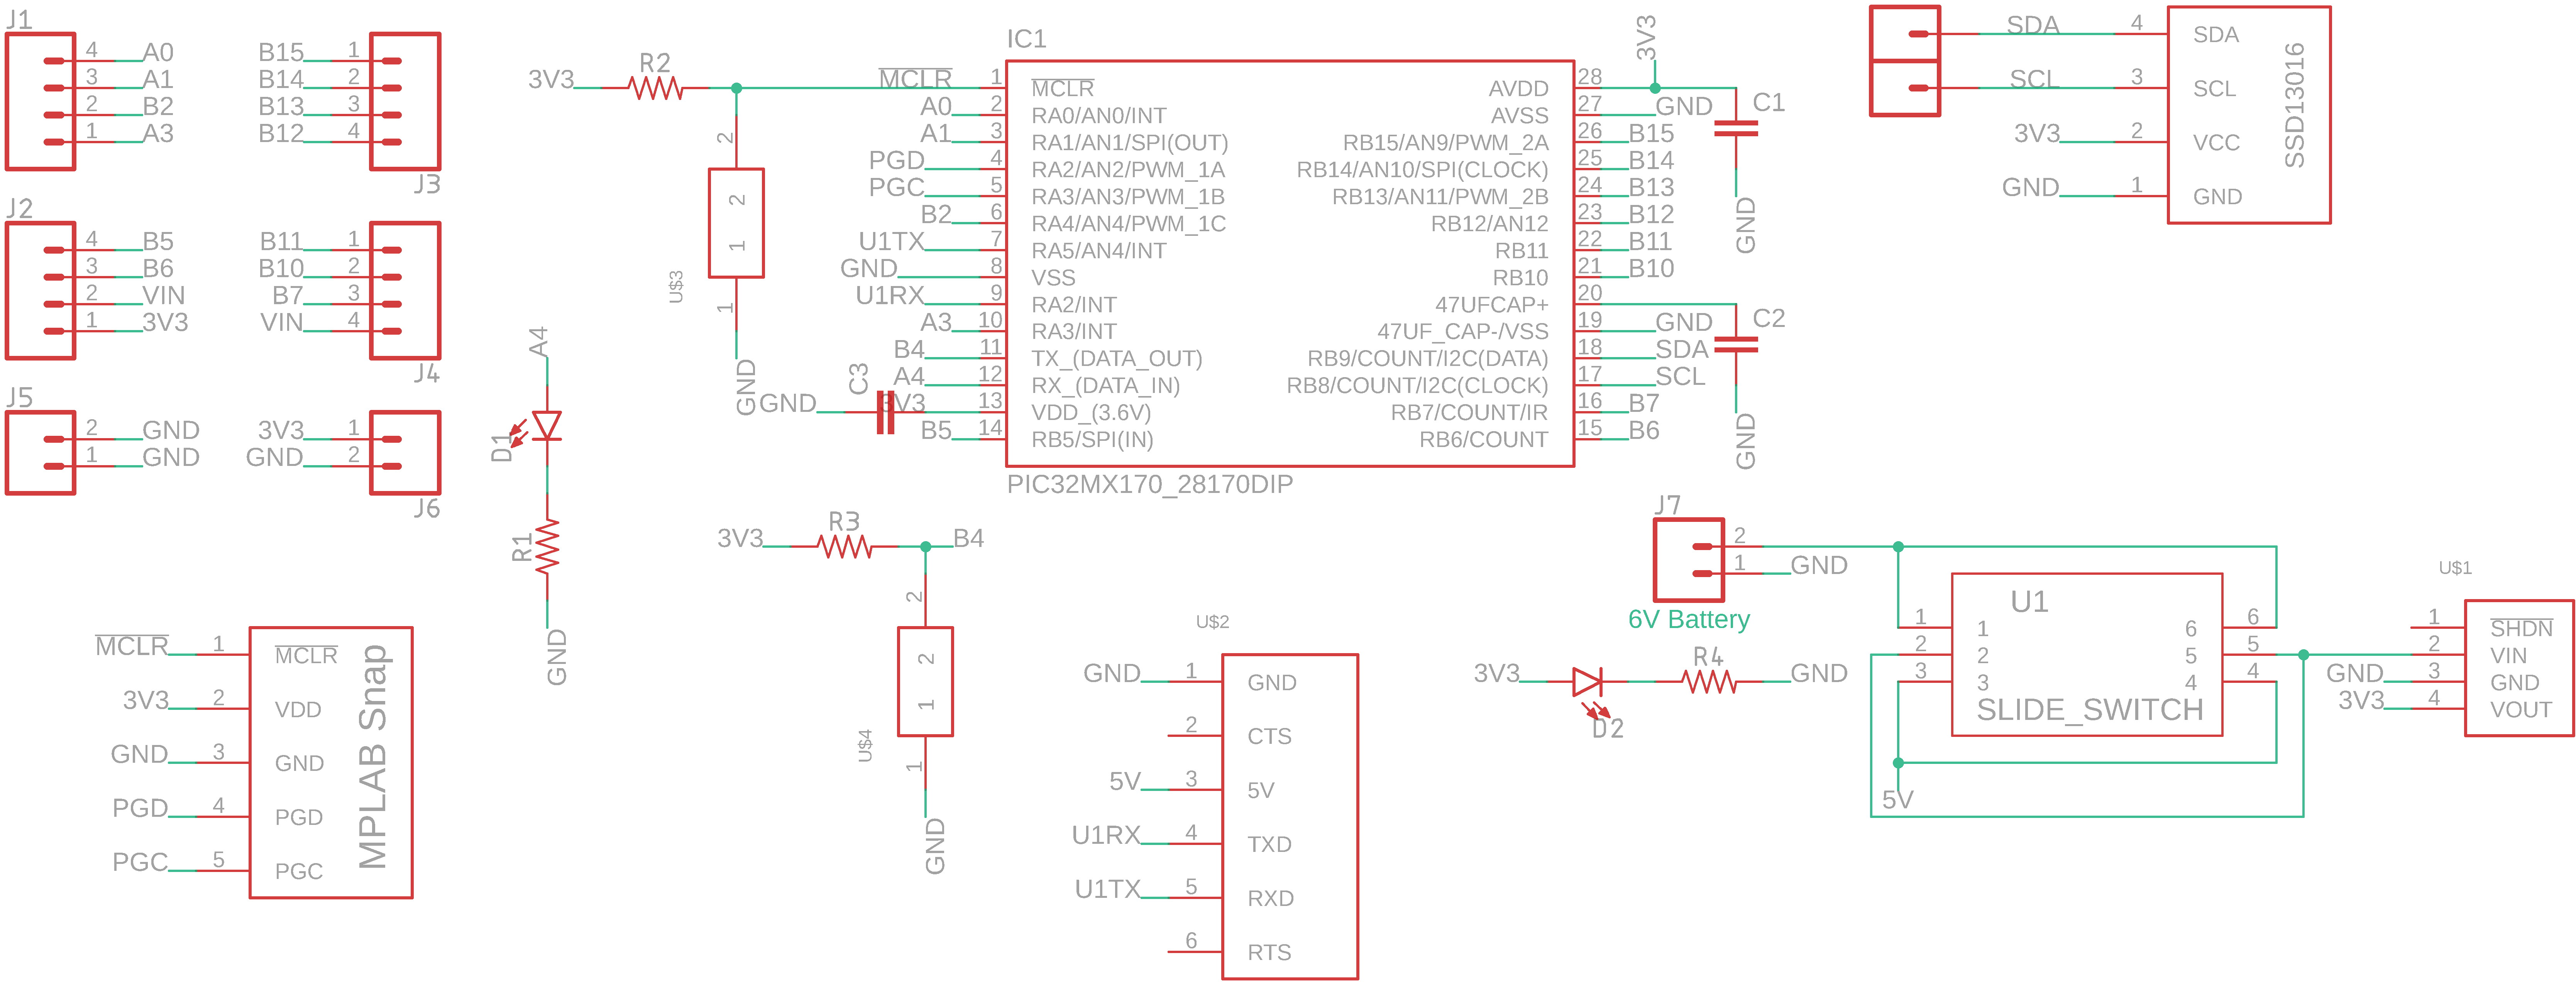 J1
4 A0
3 A1
2 B2
1 A3
B15 1
B14 2
B13 3
B12 4
J3
J2
4 B5
3 B6
2 VIN
1 3V3
B11 1
B10 2
B7 3
VIN 4
J4
J5
2 GND
1 GND
3V3 1
GND 2
J6
A4
D1
R1
GND
MCLR 1 MCLR
3V3 2 VDD
GND 3 GND
PGD 4 PGD
PGC 5 PGC
MPLAB Snap
3V3
R2
2
2
1
1
U$3
GND
IC1
MCLR 1 MCLR
A0 2 RA0/AN0/INT
A1 3 RA1/AN1/SPI(OUT)
PGD 4 RA2/AN2/PWM_1A
PGC 5 RA3/AN3/PWM_1B
B2 6 RA4/AN4/PWM_1C
U1TX 7 RA5/AN4/INT
GND 8 VSS
U1RX 9 RA2/INT
A3 10 RA3/INT
B4 11 TX_(DATA_OUT)
A4 12 RX_(DATA_IN)
GND C3 3V3 13 VDD_(3.6V)
B5 14 RB5/SPI(IN)
3V3
AVDD 28
AVSS 27 GND
RB15/AN9/PWM_2A 26 B15
RB14/AN10/SPI(CLOCK) 25 B14
RB13/AN11/PWM_2B 24 B13
RB12/AN12 23 B12
RB11 22 B11
RB10 21 B10
47UFCAP+ 20
47UF_CAP-/VSS 19 GND
RB9/COUNT/I2C(DATA) 18 SDA
RB8/COUNT/I2C(CLOCK) 17 SCL
RB7/COUNT/IR 16 B7
RB6/COUNT 15 B6
PIC32MX170_28170DIP
C1
GND
C2
GND
SDA 4 SDA
SCL 3 SCL
3V3 2 VCC
GND 1 GND
SSD13016
3V3
R3
B4
2
2
1
1
U$4
GND
U$2
GND 1 GND
2 CTS
5V 3 5V
U1RX 4 TXD
U1TX 5 RXD
6 RTS
J7
2
1 GND
6V Battery
3V3
D2
R4
GND
U1
1 1 6 6
2 2 5 5
3 3 4 4
SLIDE_SWITCH
5V
U$1
1 SHDN
2 VIN
GND 3 GND
3V3 4 VOUT